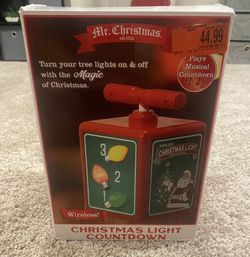 Mr. Christmas
44.99
Turn your tree lights on & off
with the Magic
of Christmas.
Plays
Musical
Countdown
3
2
CHRISTMAS LIGHT
COUNTDOWN
Wireless!
CHRISTMAS LIGHT
COUNTDOWN